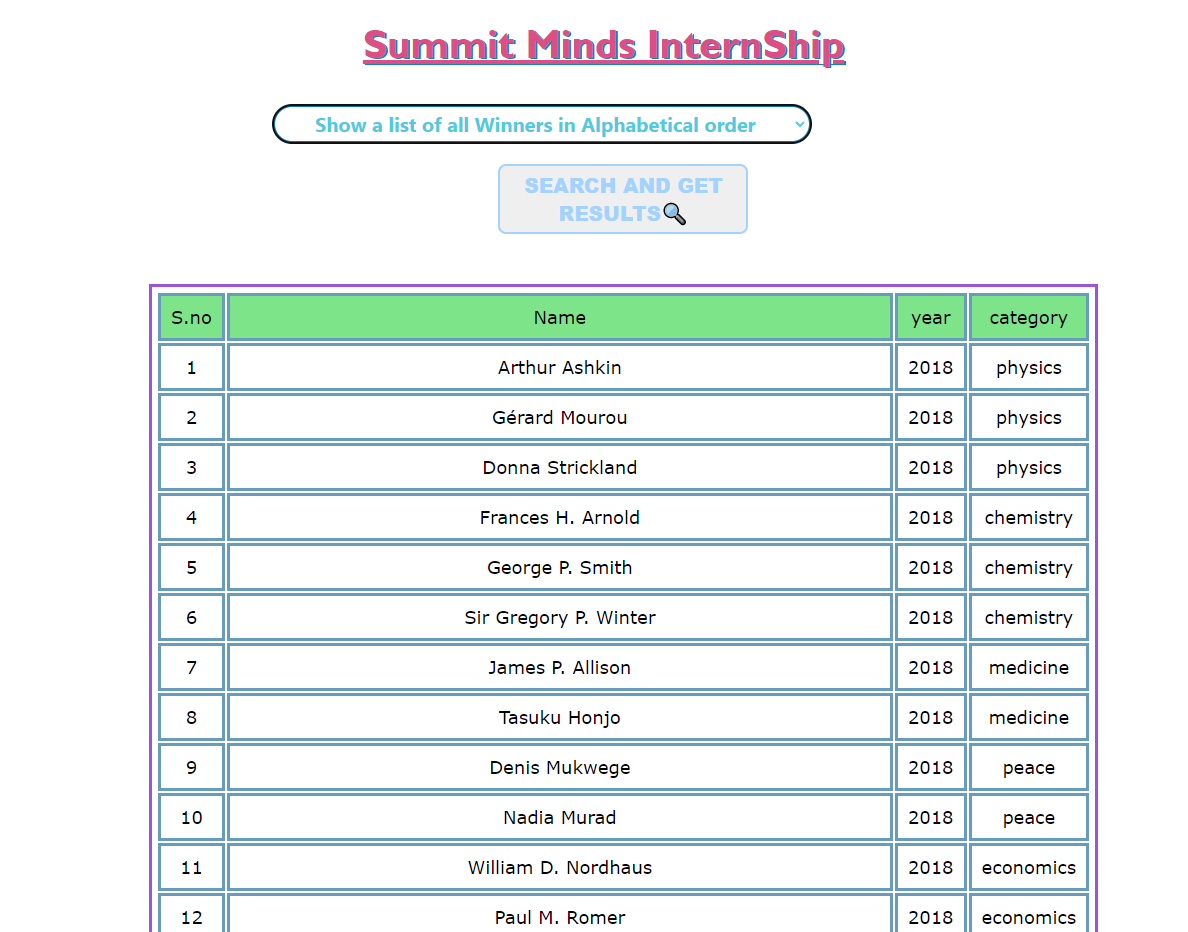 Summit Minds InternShip
Show a list of all Winners in Alphabetical order
SEARCH AND GET
RESULTS🔍
S.no Name year category
1 Arthur Ashkin 2018 physics
2 Gérard Mourou 2018 physics
3 Donna Strickland 2018 physics
4 Frances H. Arnold 2018 chemistry
5 George P. Smith 2018 chemistry
6 Sir Gregory P. Winter 2018 chemistry
7 James P. Allison 2018 medicine
8 Tasuku Honjo 2018 medicine
9 Denis Mukwege 2018 peace
10 Nadia Murad 2018 peace
11 William D. Nordhaus 2018 economics
12 Paul M. Romer 2018 economics